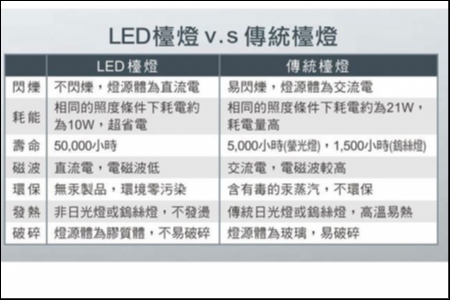 LED檯燈 v.s 傳統檯燈
LED檯燈 傳統檯燈
閃爍 不閃爍，燈源體為直流電 易閃爍，燈源體為交流電
耗能 相同的照度條件下耗電約為10W，超省電 相同的照度條件下耗電約為21W，耗電量高
壽命 50,000小時 5,000小時(螢光燈)，1,500小時(鎢絲燈)
磁波 直流電，電磁波低 交流電，電磁波較高
環保 無汞製品，環境零污染 含有毒的汞蒸汽，不環保
發熱 非日光燈或鎢絲燈，不發燙 傳統日光燈或鎢絲燈，高溫易熱
破碎 燈源體為膠質體，不易破碎 燈源體為玻璃，易破碎